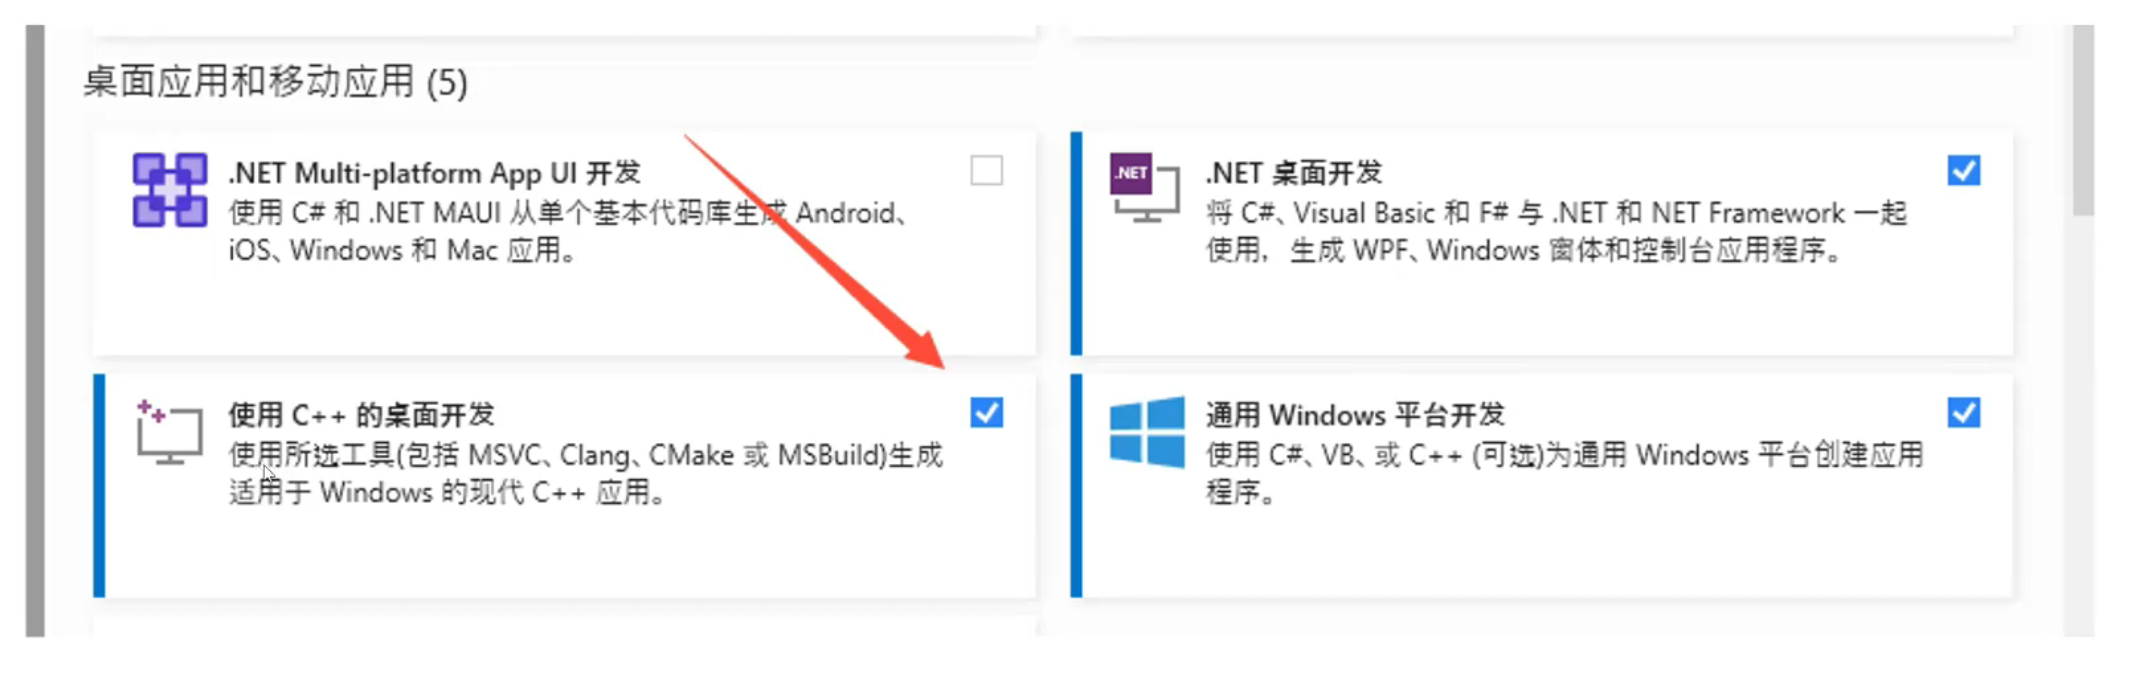 桌面应用和移动应用 (5)
.NET Multi-platform App UI 开发
使用 C# 和 .NET MAUI 从单个基本代码库生成 Android、
iOS、Windows 和 Mac 应用。
.NET
.NET 桌面开发
将 C#、Visual Basic 和 F# 与 .NET 和 NET Framework 一起
使用，生成 WPF、Windows 窗体和控制台应用程序。
使用 C++ 的桌面开发
使用所选工具(包括 MSVC、Clang、CMake 或 MSBuild)生成
适用于 Windows 的现代 C++ 应用。
通用 Windows 平台开发
使用 C#、VB、或 C++ (可选)为通用 Windows 平台创建应用
程序。